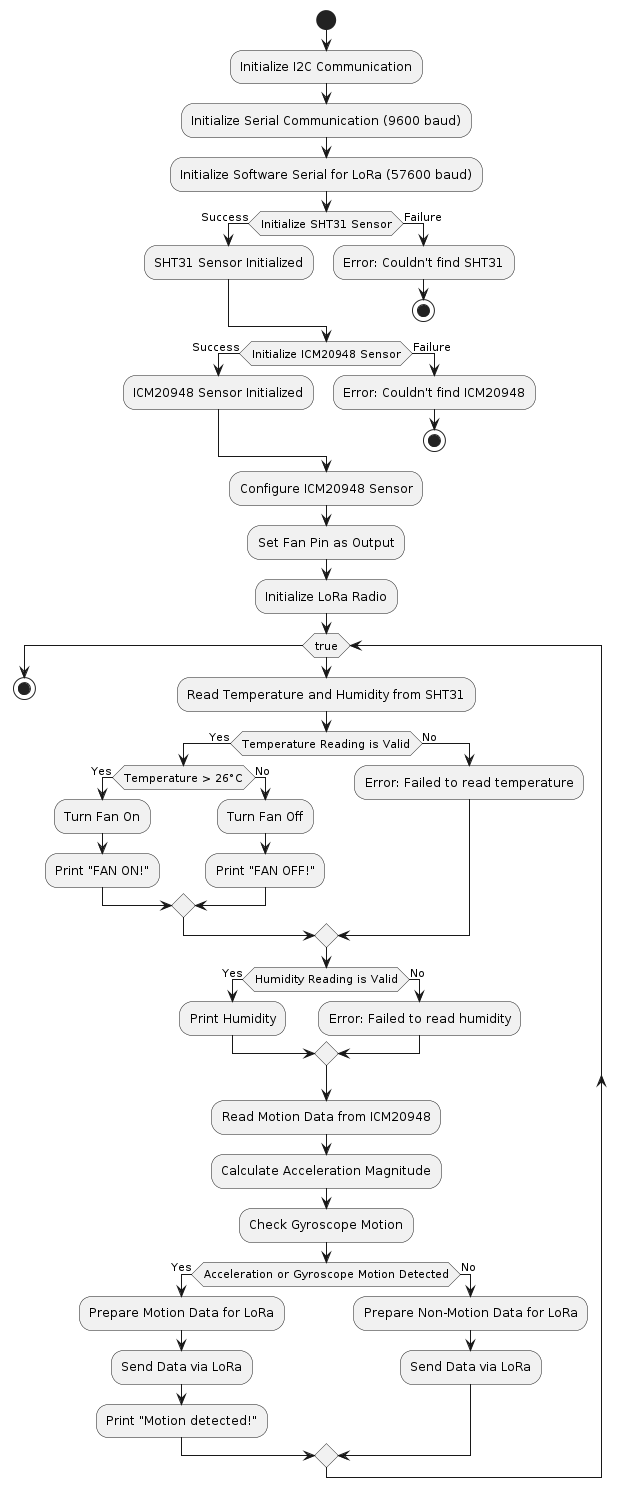 Initialize I2C Communication
Initialize Serial Communication (9600 baud)
Initialize Software Serial for LoRa (57600 baud)
Success
Initialize SHT31 Sensor
Failure
SHT31 Sensor Initialized
Error: Couldn't find SHT31
Success
Initialize ICM20948 Sensor
Failure
ICM20948 Sensor Initialized
Error: Couldn't find ICM20948
Configure ICM20948 Sensor
Set Fan Pin as Output
Initialize LoRa Radio
true
Read Temperature and Humidity from SHT31
Yes
Temperature Reading is Valid
No
Yes
Temperature > 26°C
No
Error: Failed to read temperature
Turn Fan On
Turn Fan Off
Print "FAN ON!"
Print "FAN OFF!"
Yes
Humidity Reading is Valid
No
Print Humidity
Error: Failed to read humidity
Read Motion Data from ICM20948
Calculate Acceleration Magnitude
Check Gyroscope Motion
Yes
Acceleration or Gyroscope Motion Detected
No
Prepare Motion Data for LoRa
Prepare Non-Motion Data for LoRa
Send Data via LoRa
Send Data via LoRa
Print "Motion detected!"